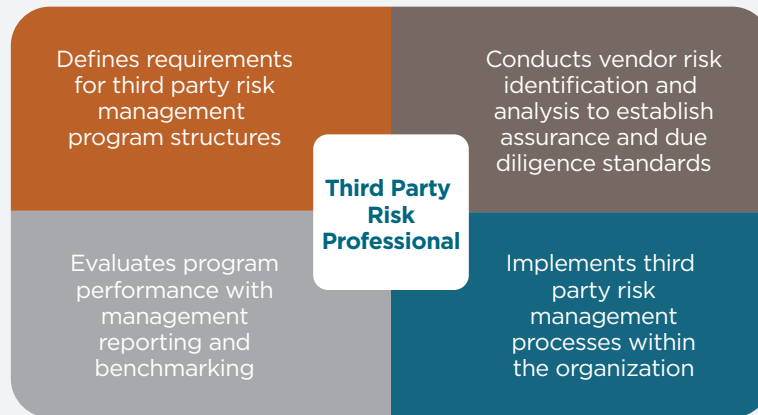 Defines requirements
for third party risk
management
program structures
Conducts vendor risk
identification and
analysis to establish
assurance and due
diligence standards
Third Party
Risk
Professional
Evaluates program
performance with
management
reporting and
benchmarking
Implements third
party risk
management
processes within
the organization